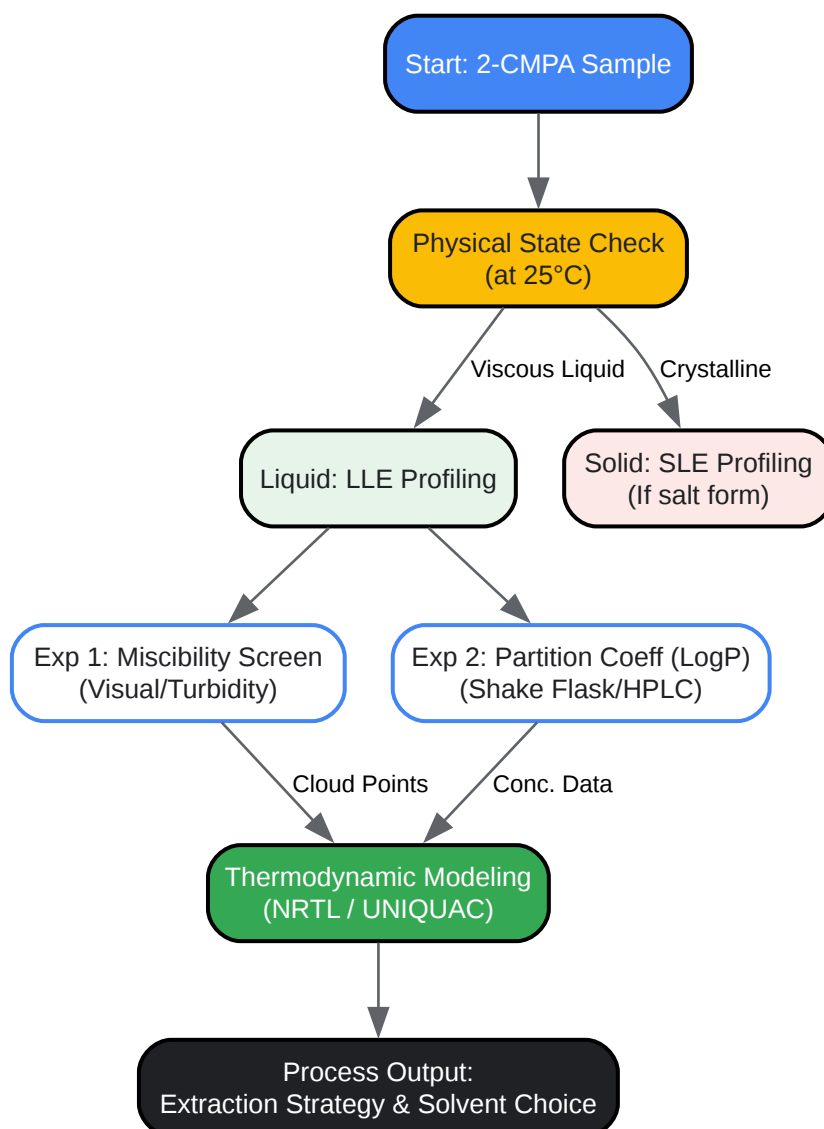 Start: 2-CMPA Sample
Physical State Check
(at 25°C)
Viscous Liquid
Crystalline
Liquid: LLE Profiling
Solid: SLE Profiling
(If salt form)
Exp 1: Miscibility Screen
(Visual/Turbidity)
Exp 2: Partition Coeff (LogP)
(Shake Flask/HPLC)
Cloud Points
Conc. Data
Thermodynamic Modeling
(NRTL / UNIQUAC)
Process Output:
Extraction Strategy & Solvent Choice